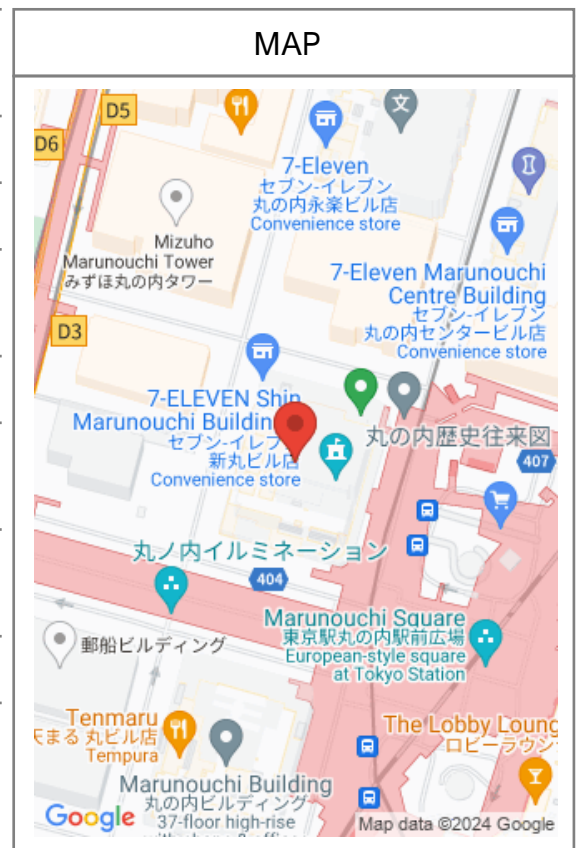 MAP
D5
D6
7-Eleven
セブン-イレブン
丸の内永楽ビル店
Convenience store
文
Mizuho
Marunouchi Tower
みずほ丸の内タワー
7-Eleven Marunouchi
Centre Building
セブン-イレブン
丸の内センタービル店
Convenience store
D3
7-ELEVEN Shin
Marunouchi Building
セブン-イレブ
新丸ビル店
Convenience store
丸の内歴史往来図
407
丸ノ内イルミネーション
404
Marunouchi Square
東京駅丸の内駅前広場
European-style square
at Tokyo Station
郵船ビルディング
Tenmaru
天まる 丸ビル店
Tempura
The Lobby Loung
ロビーラウン
Marunouchi Building
丸の内ビルディング
37-floor high-rise
Google
Map data ©2024 Google